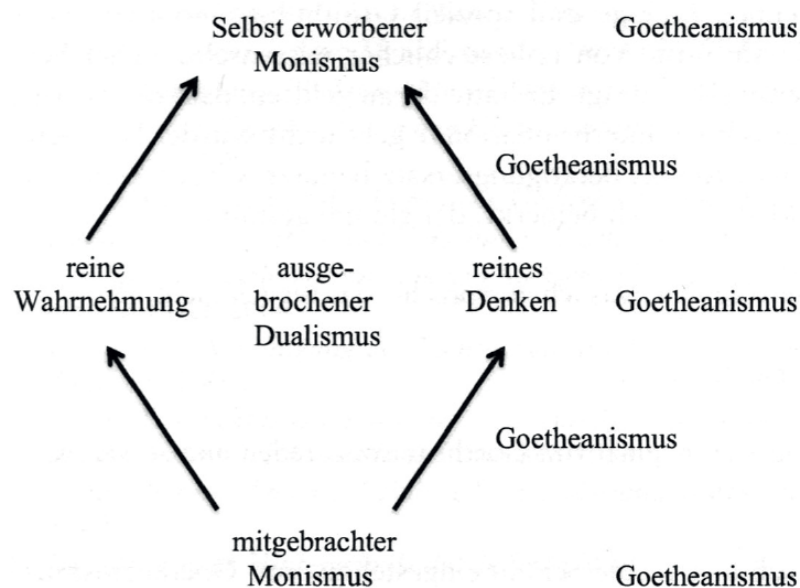 Selbst erworbener Goetheanismus
Monismus
Goetheanismus
reine ausge- reines
Wahrnehmung brochener Denken Goetheanismus
Dualismus
Goetheanismus
mitgebrachter
Monismus Goetheanismus